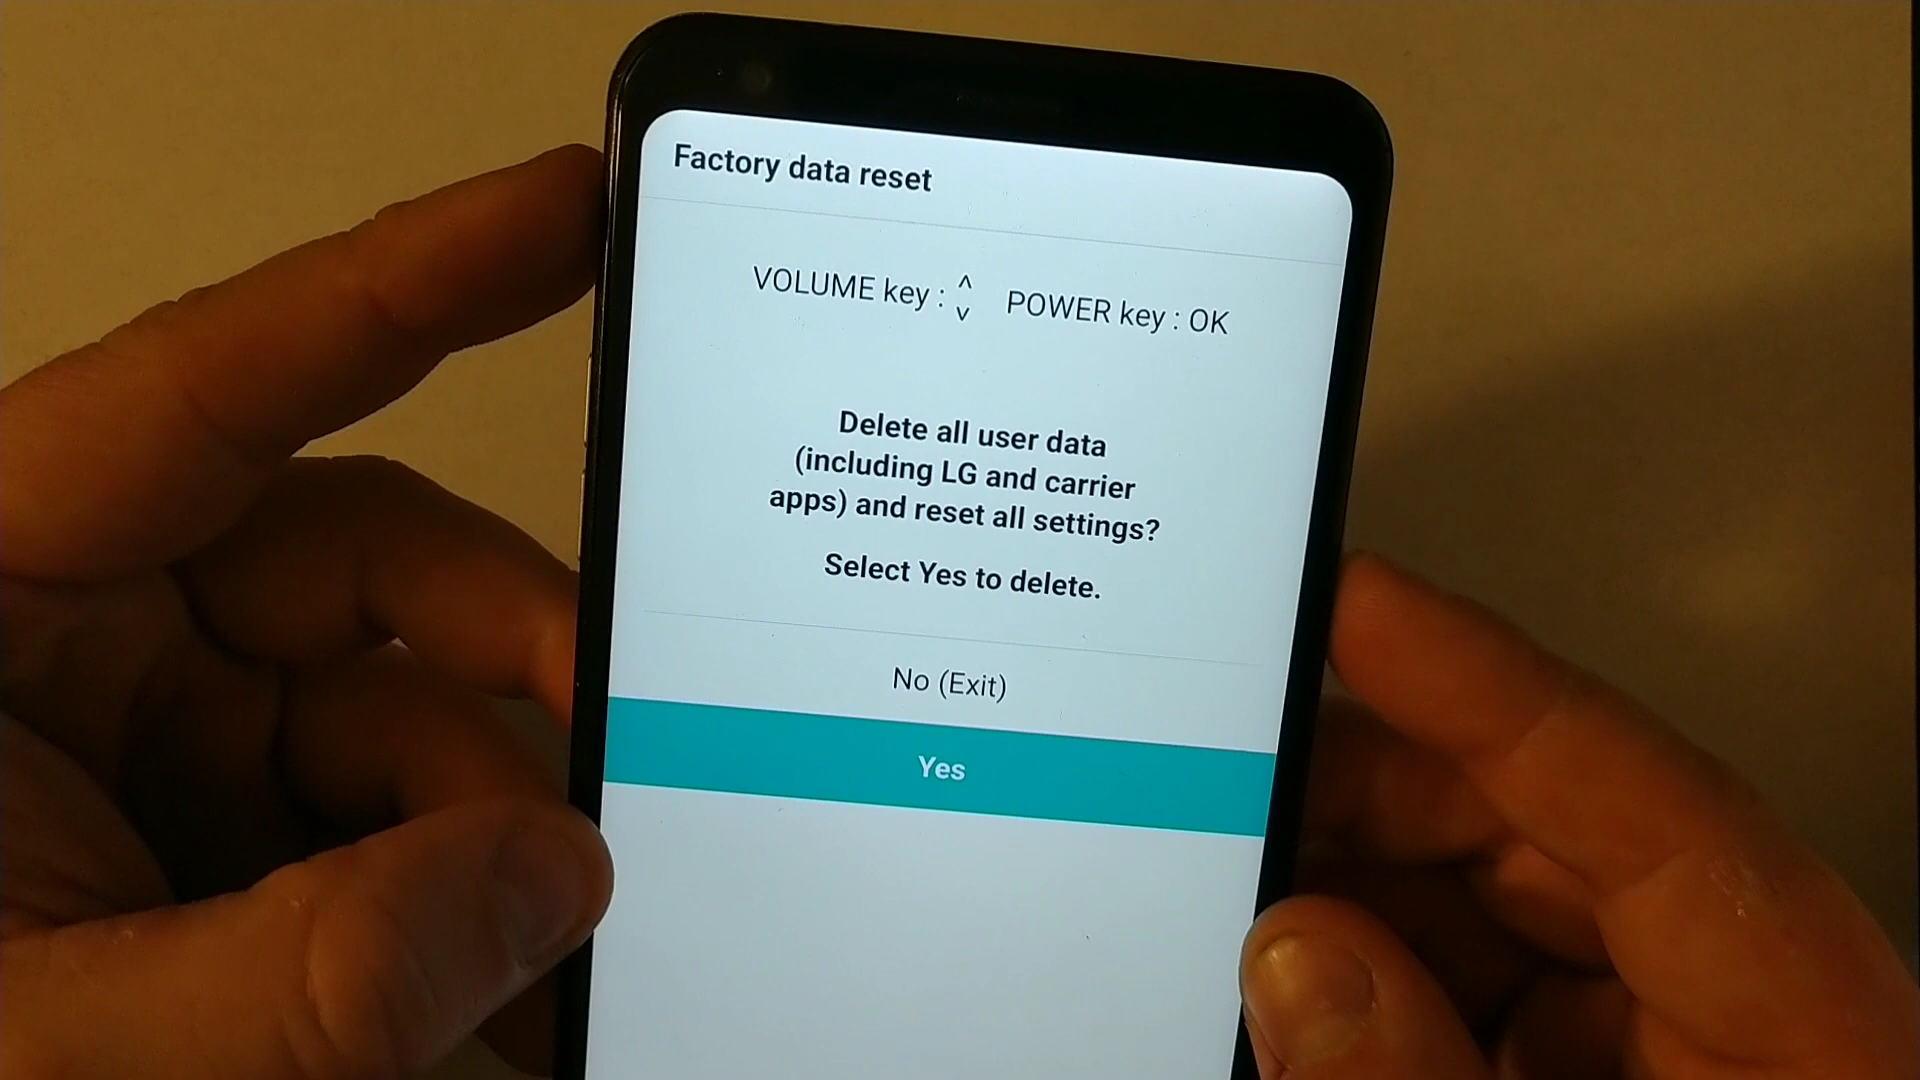 Factory data reset
VOLUME key : ^ v POWER key : OK
Delete all user data
(including LG and carrier
apps) and reset all settings?
Select Yes to delete.
No (Exit)
Yes